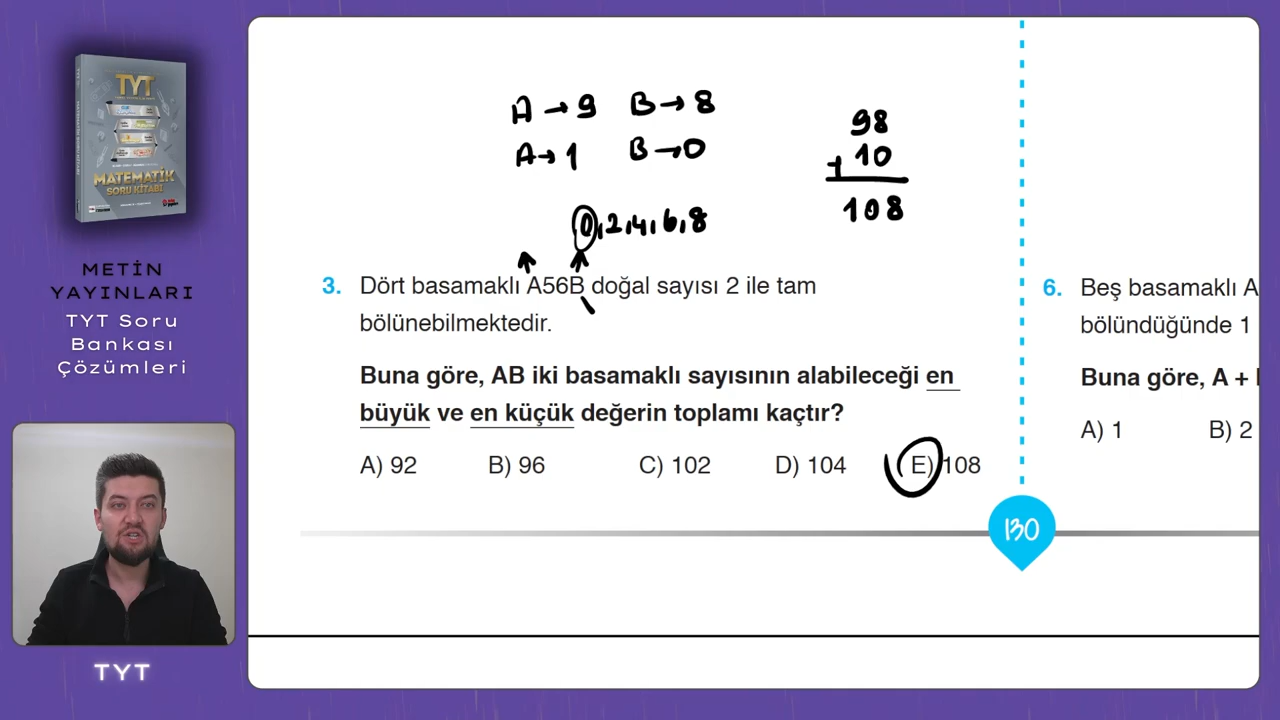 TYT
MATEMATİK
SORU KİTABI
METİN
YAYINLARI
TYT Soru
Bankası
Çözümleri
TYT
A → 9 B → 8
A → 1 B → 0
0, 2, 4, 6, 8
98
+ 10
108
3. Dört basamaklı A56B doğal sayısı 2 ile tam
bölünebilmektedir.
Buna göre, AB iki basamaklı sayısının alabileceği en
büyük ve en küçük değerin toplamı kaçtır?
A) 92 B) 96 C) 102 D) 104 E) 108
130
6. Beş basamaklı A
bölündüğünde 1
Buna göre, A +
A) 1 B) 2